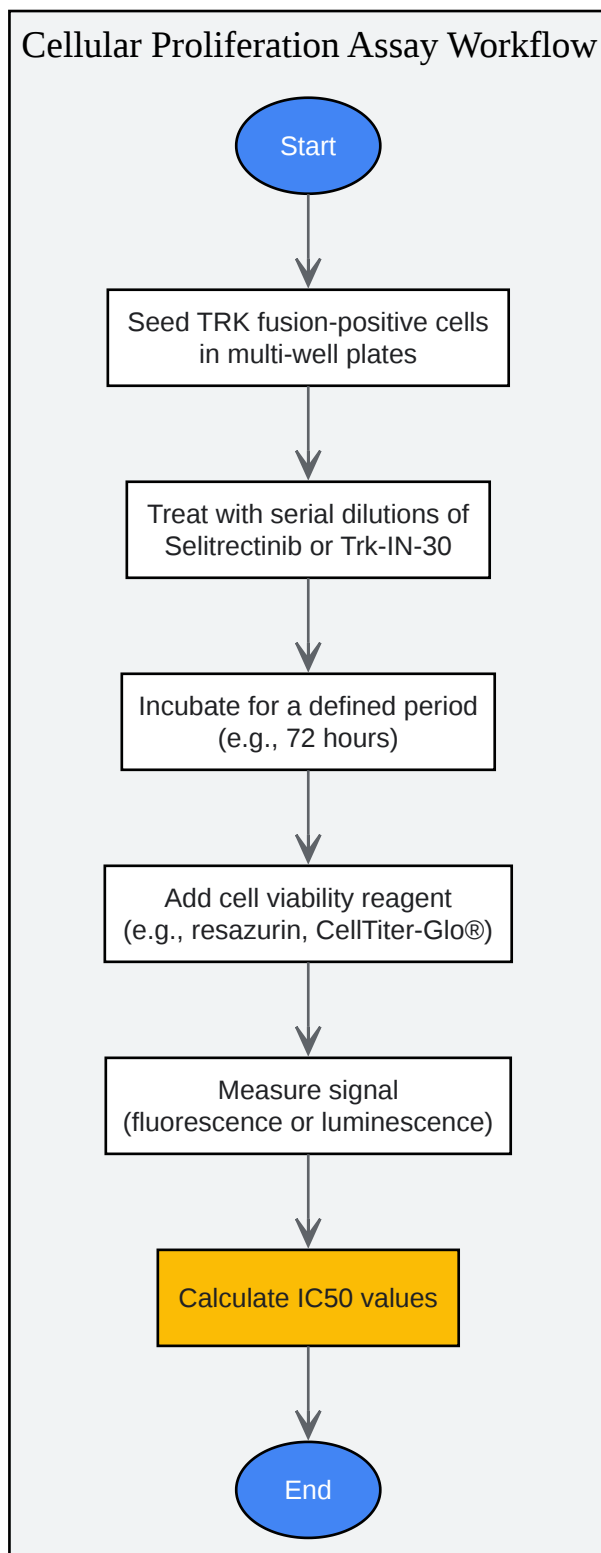 Cellular Proliferation Assay Workflow
Start
Seed TRK fusion-positive cells
in multi-well plates
Treat with serial dilutions of
Selitrectinib or Trk-IN-30
Incubate for a defined period
(e.g., 72 hours)
Add cell viability reagent
(e.g., resazurin, CellTiter-Glo®)
Measure signal
(fluorescence or luminescence)
Calculate IC50 values
End